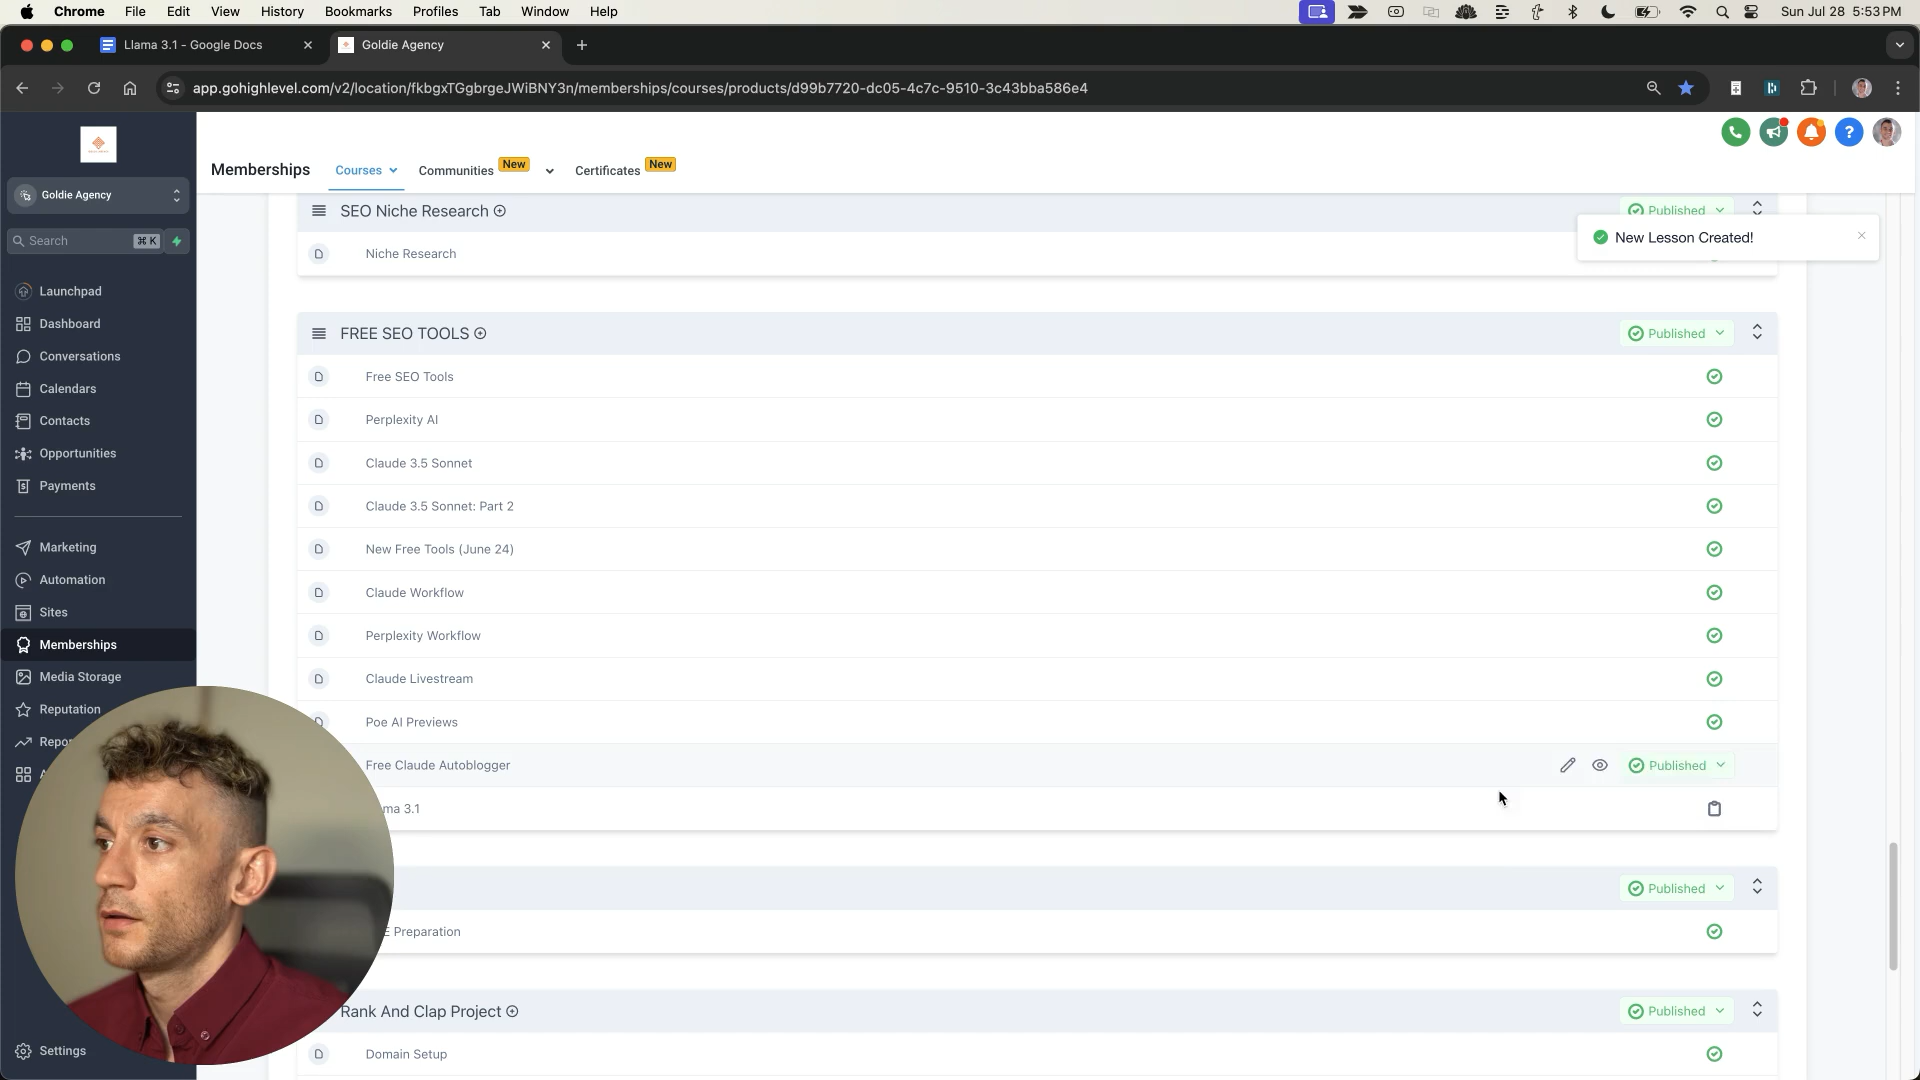 Chrome File Edit View History Bookmarks Profiles Tab Window Help Sun Jul 28 5:53 PM
Llama 3.1 - Google Docs
Goldie Agency
app.gohighlevel.com/v2/location/fkbgxTGgbrgeJWiBNY3n/memberships/courses/products/d99b7720-dc05-4c7c-9510-3c43bba586e4
Goldie Agency
Search ⌘ K
Launchpad
Dashboard
Conversations
Calendars
Contacts
Opportunities
Payments
Marketing
Automation
Sites
Memberships
Media Storage
Reputation
Repor
Settings
Memberships Courses Communities New Certificates New
SEO Niche Research Published
New Lesson Created!
Niche Research
FREE SEO TOOLS Published
Free SEO Tools
Perplexity AI
Claude 3.5 Sonnet
Claude 3.5 Sonnet: Part 2
New Free Tools (June 24)
Claude Workflow
Perplexity Workflow
Claude Livestream
Poe AI Previews
Free Claude Autoblogger Published
ma 3.1
Published
E Preparation
Rank And Clap Project Published
Domain Setup